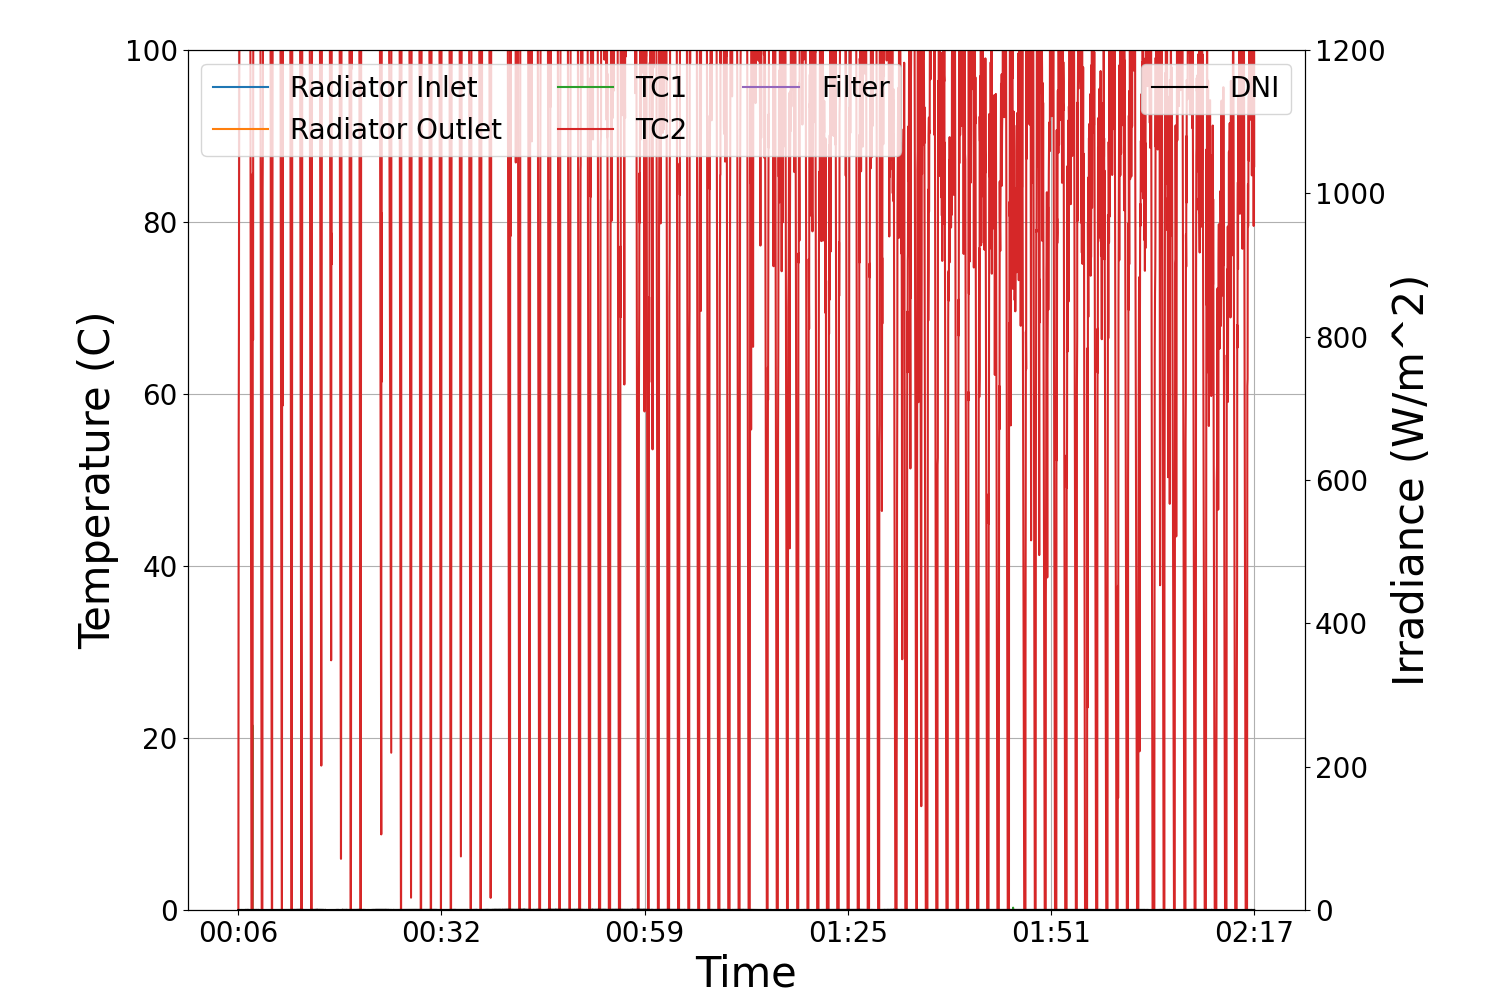 100
80
60
40
20
0
Temperature (C)
Radiator Inlet
Radiator Outlet
TC1
TC2
Filter
DNI
1200
1000
800
600
400
200
0
Irradiance (W/m^2)
00:06
00:32
00:59
01:25
01:51
02:17
Time